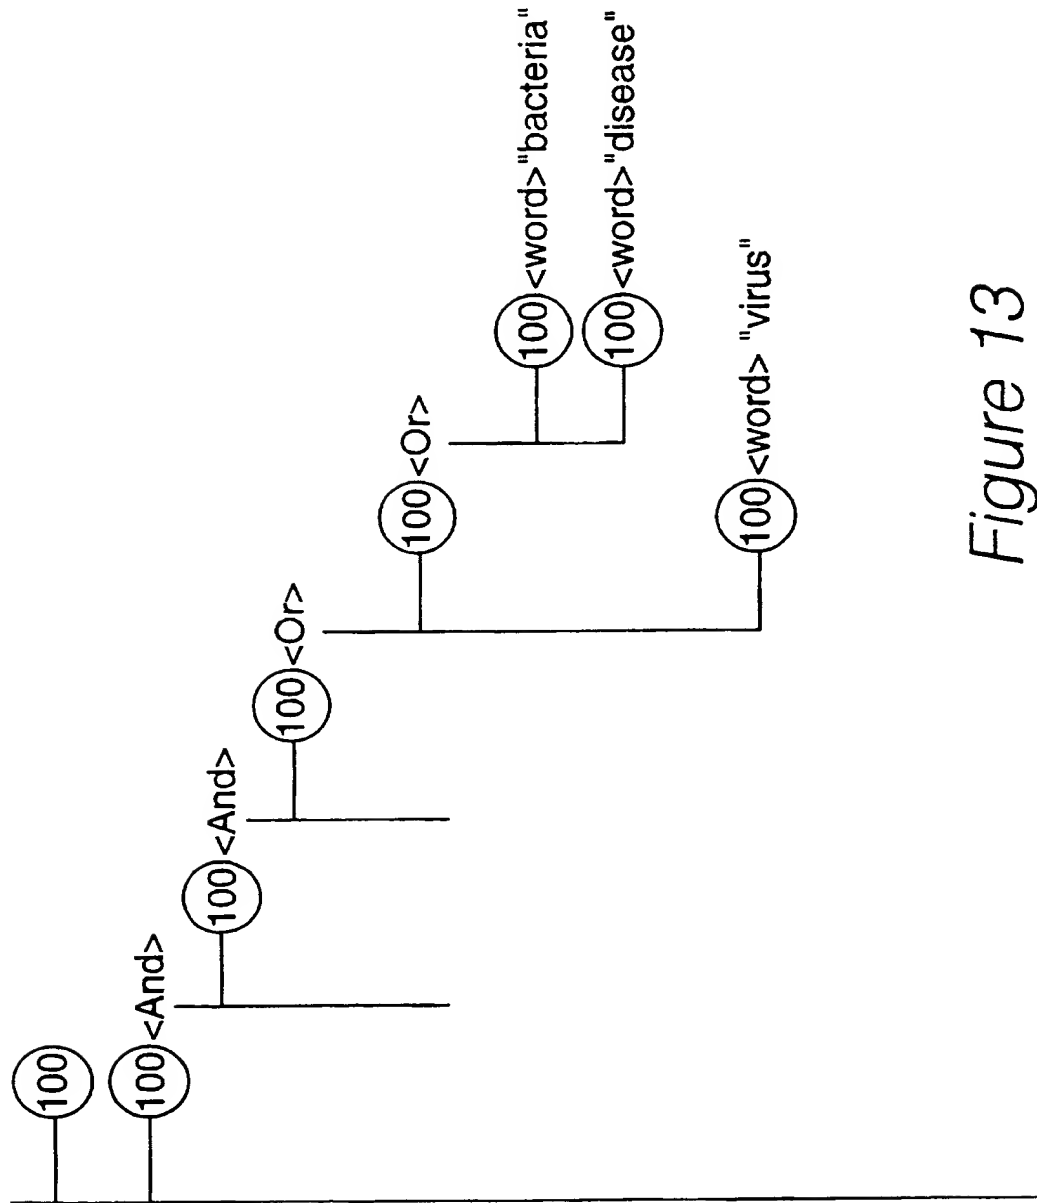 100
100 <And>
100 <And>
100 <Or>
100 <Or>
100 <word>"bacteria"
100 <word>"disease"
100 <word> "virus"
Figure 13